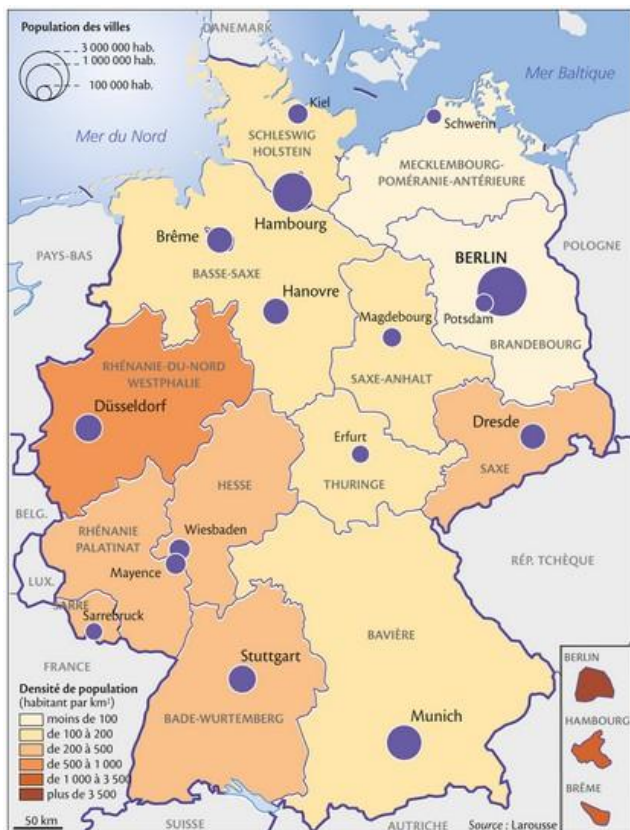 Population des villes
3 000 000 hab.
1 000 000 hab.
100 000 hab.
DANEMARK
Mer Baltique
Mer du Nord
Kiel
SCHLESWIG
HOLSTEIN
Schwerin
MECKLEMBOURG-
POMÉRANIE-ANTÉRIEURE
Hambourg
PAYS-BAS
Brême
BASSE-SAXE
POLOGNE
BERLIN
Hanovre
Magdebourg
Potsdam
BRANDEBOURG
RHÉNANIE-DU-NORD
WESTPHALIE
SAXE-ANHALT
Düsseldorf
Dresde
Erfurt
SAXE
HESSE
THURINGE
BELG.
RHÉNANIE
PALATINAT
Wiesbaden
Mayence
RÉP. TCHÈQUE
LUX.
SARRE
Sarrebruck
FRANCE
BAVIÈRE
Stuttgart
BADE-WURTEMBERG
Munich
Densité de population
(habitant par km²)
moins de 100
de 100 à 200
de 200 à 500
de 500 à 1 000
de 1 000 à 3 500
plus de 3 500
50 km
SUISSE
AUTRICHE
Source : Larousse
BERLIN
HAMBOURG
BRÊME